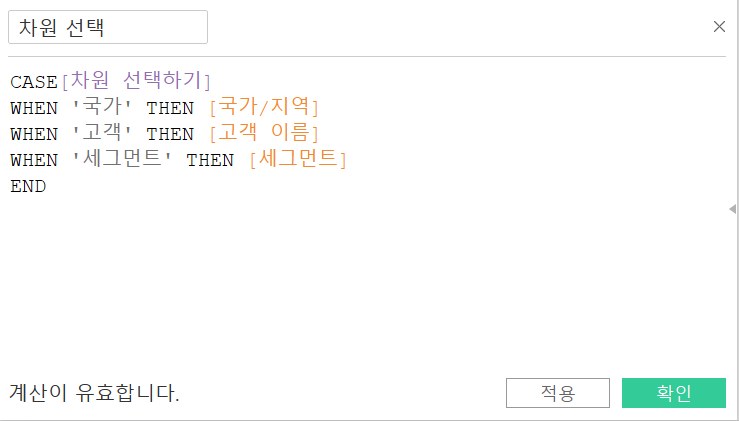 차원 선택
CASE[차원 선택하기]
WHEN '국가' THEN [국가/지역]
WHEN '고객' THEN [고객 이름]
WHEN '세그먼트' THEN [세그먼트]
END
계산이 유효합니다.
적용
확인